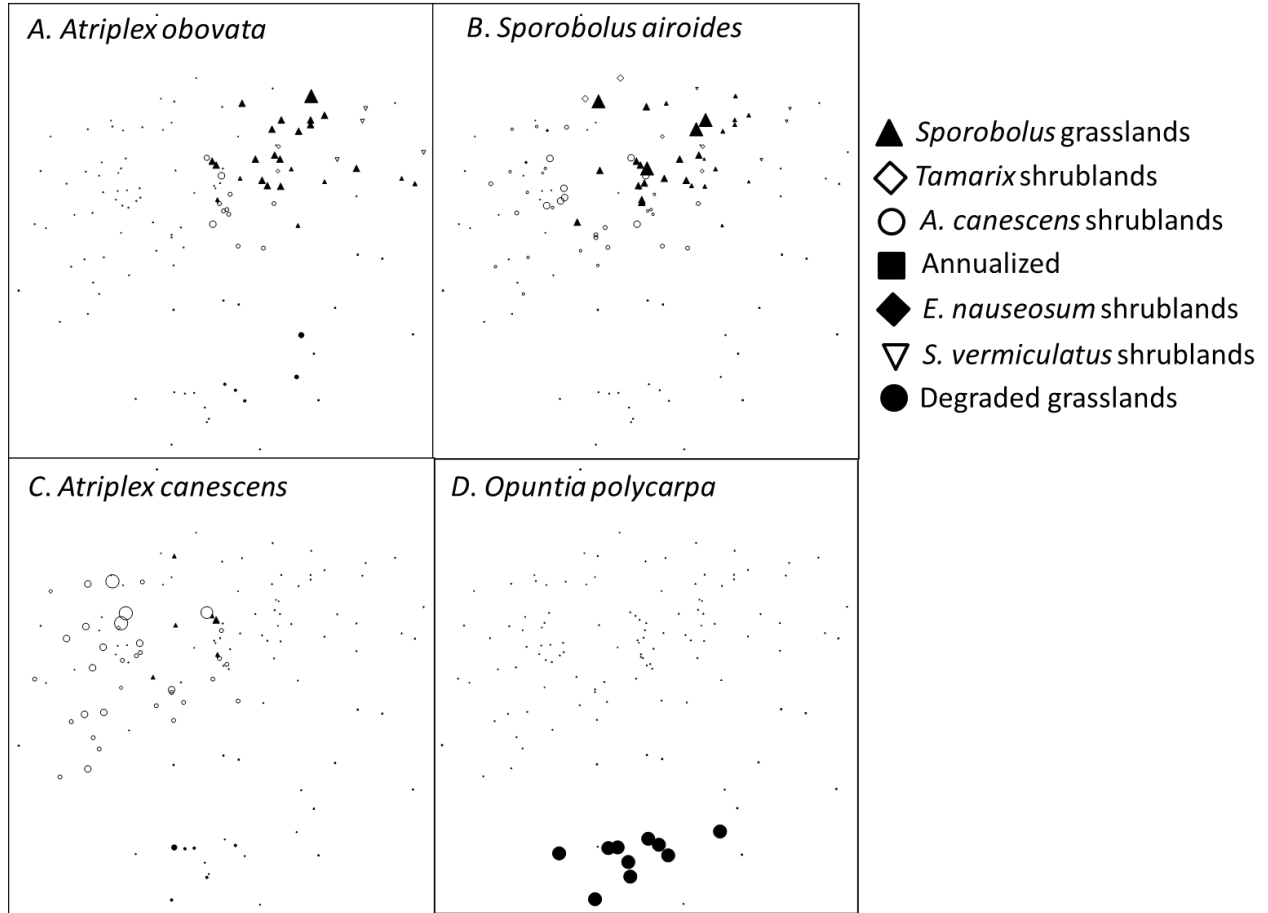 A. Atriplex obovata
B. Sporobolus airoides
Sporobolus grasslands
Tamarix shrublands
A. canescens shrublands
Annualized
E. nauseosum shrublands
S. vermiculatus shrublands
Degraded grasslands
C. Atriplex canescens
D. Opuntia polycarpa